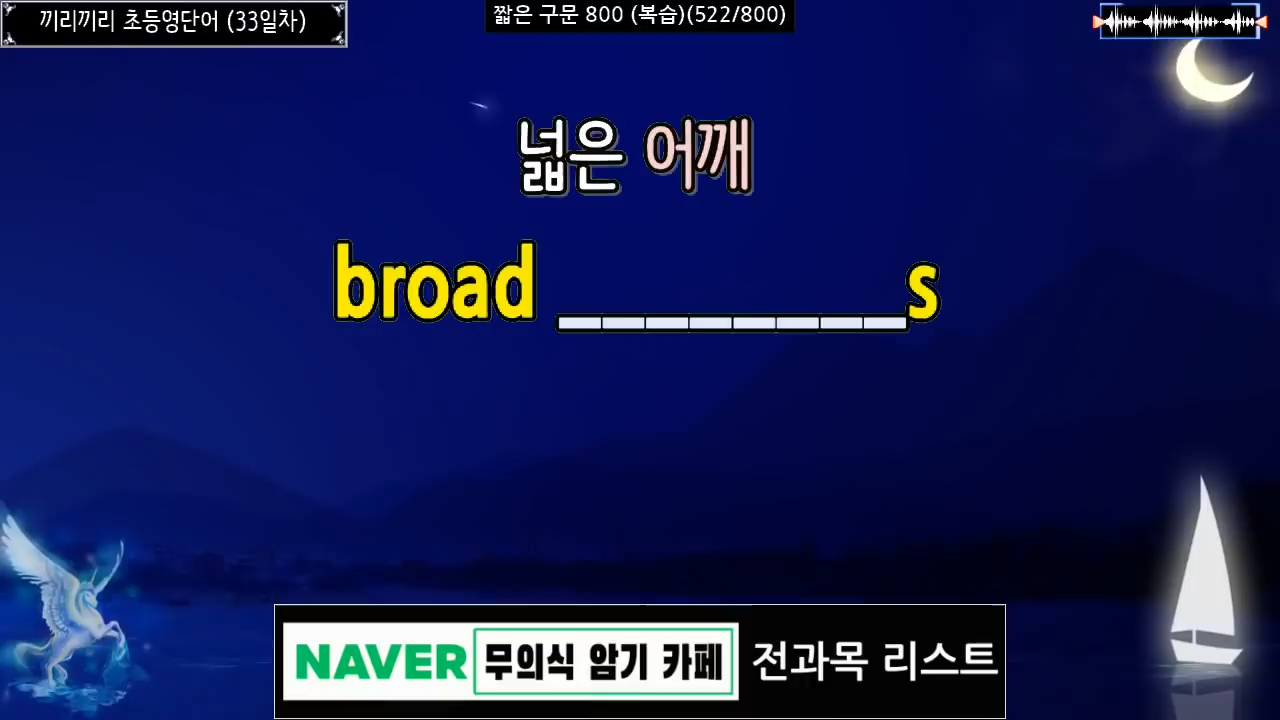 끼리끼리 초등영단어 (33일차)
짧은 구문 800 (복습)(522/800)
넓은 어깨
broad ________s
NAVER 무의식 암기 카페 전과목 리스트